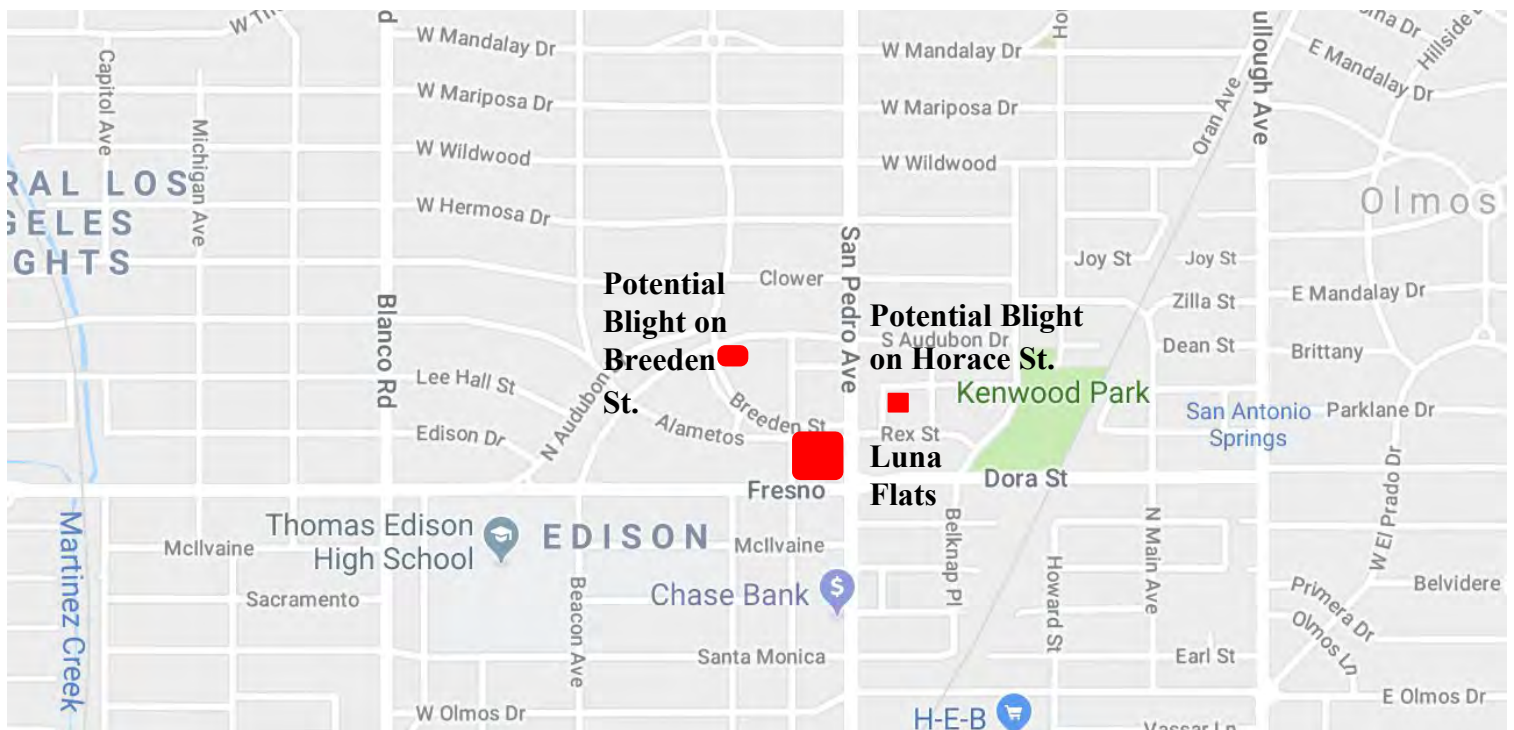 W Mandalay Dr
W Mandalay Dr
E Mandalay Dr
Hillside
Capitol Ave
W Mariposa Dr
W Mariposa Dr
Oran Ave
ullough Ave
Michigan Ave
W Wildwood
W Wildwood
RAL LOS
GELES
GHTS
Olmos
W Hermosa Dr
San Pedro Ave
Joy St
Joy St
Clower
Potential
Blight on
Breeden
St.
Blanco Rd
Zilla St
E Mandalay Dr
Potential Blight
on Horace St.
S Audubon Dr
Dean St
Brittany
Lee Hall St
N Audubon
Breeden St
Kenwood Park
San Antonio
Springs
Parklane Dr
Edison Dr
Alametos
Rex St
Luna
Flats
Fresno
Dora St
W El Prado Dr
Martinez Creek
Thomas Edison
High School
EDISON
McIlvaine
McIlvaine
Belknap Pl
N Main Ave
Howard St
Sacramento
Beacon Ave
Chase Bank
Primera Dr
Belvidere
Olmos Ln
Santa Monica
Earl St
W Olmos Dr
H-E-B
E Olmos Dr
Vassar Ln